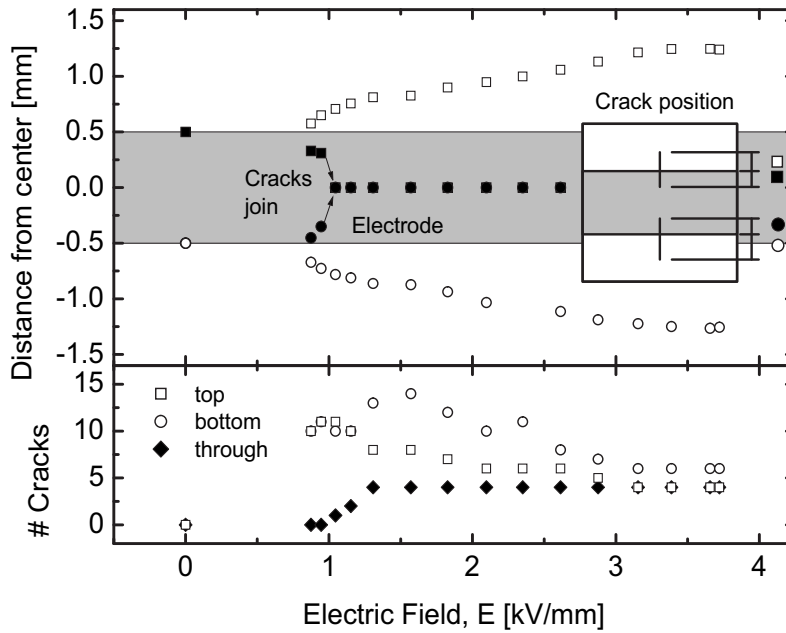 1.5
1.0
0.5
0.0
-0.5
-1.0
-1.5
Distance from center [mm]
Crack position
Cracks
join
Electrode
15
10
5
0
# Cracks
top
bottom
through
0
1
2
3
4
Electric Field, E [kV/mm]